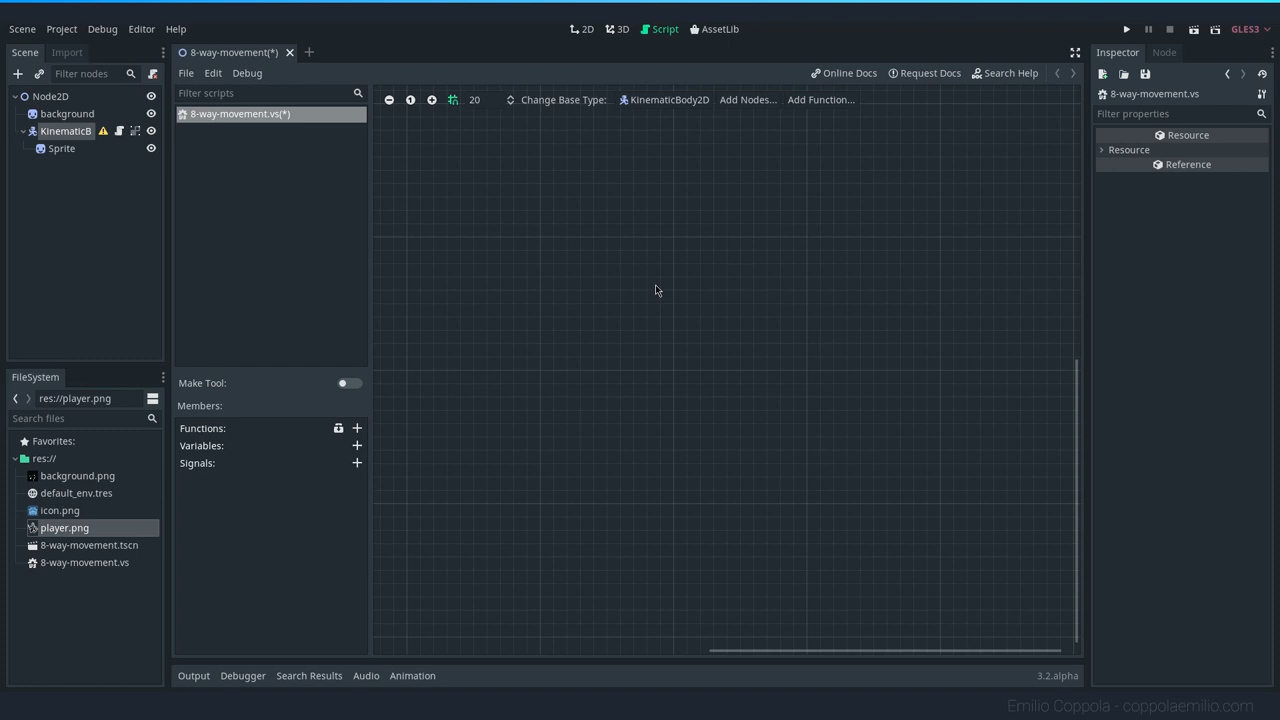 Scene Project Debug Editor Help
2D 3D Script AssetLib
GLES3
Scene Import
8-way-movement(*)
Inspector Node
Filter nodes
File Edit Debug
Online Docs Request Docs Search Help
Filter scripts
8-way-movement.vs
Node2D
20 Change Base Type: KinematicBody2D Add Nodes... Add Function...
background
8-way-movement.vs(*)
Filter properties
KinematicB
Resource
Sprite
Resource
Reference
FileSystem
Make Tool:
res://player.png
Members:
Search files
Functions:
Favorites:
Variables:
res://
Signals:
background.png
default_env.tres
icon.png
player.png
8-way-movement.tscn
8-way-movement.vs
Output Debugger Search Results Audio Animation
3.2.alpha
Emilio Coppola - coppolaemilio.com